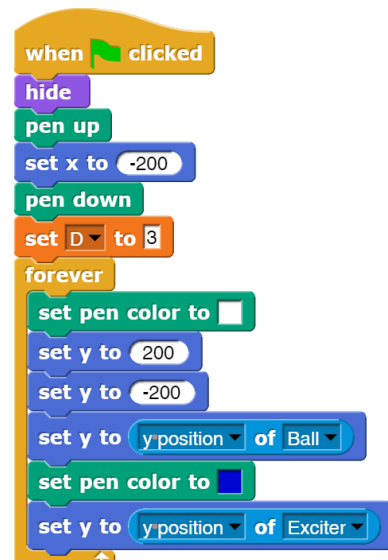 when clicked
hide
pen up
set x to -200
pen down
set D to 3
forever
set pen color to
set y to 200
set y to -200
set y to y position of Ball
set pen color to
set y to y position of Exciter